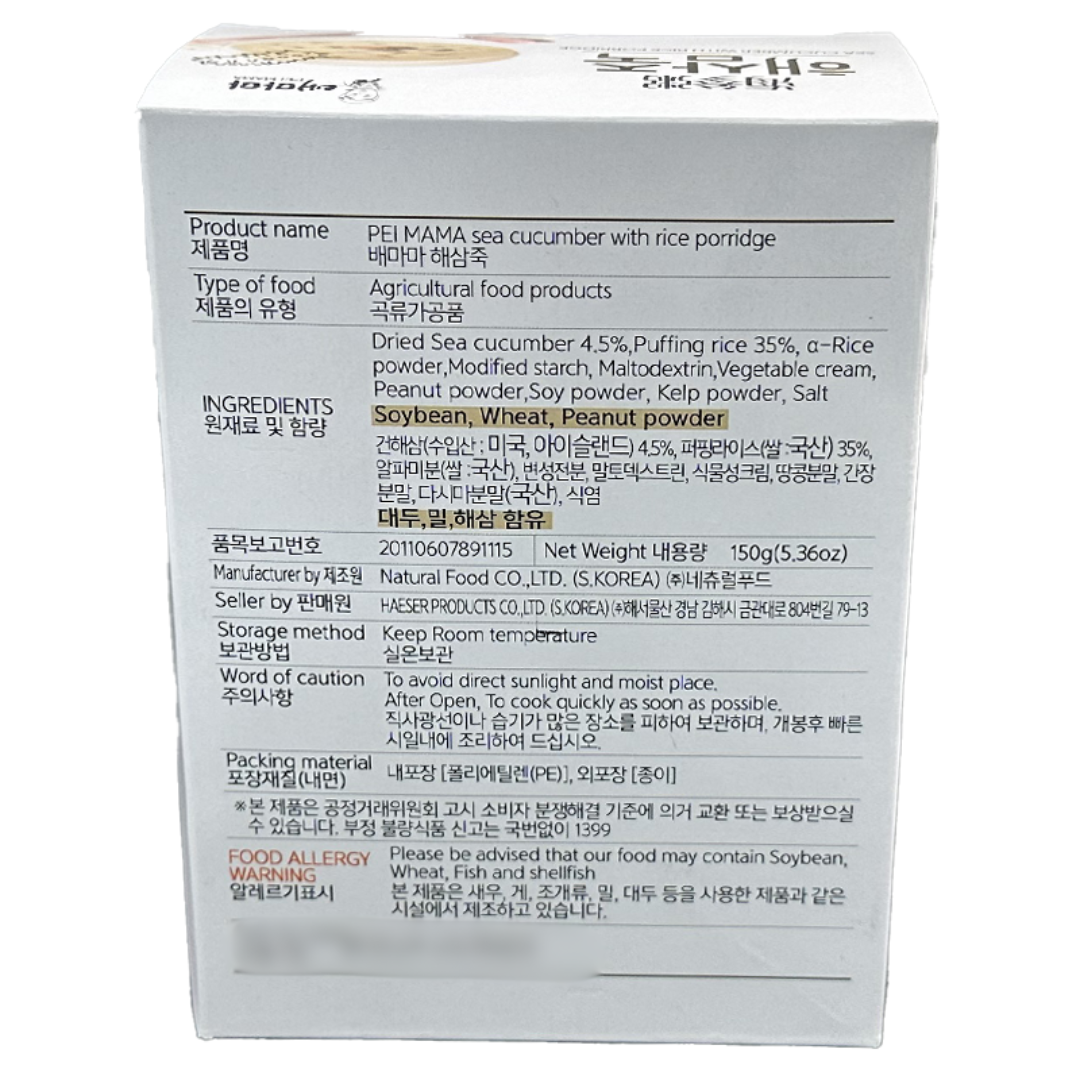 SEA CUCUMBER WITH RICE PORRIDGE
해삼죽
海参粥
배마마
PEI MAMA
Product name
제품명
PEI MAMA sea cucumber with rice porridge
배마마 해삼죽
Type of food
제품의 유형
Agricultural food products
곡류가공품
INGREDIENTS
원재료 및 함량
Dried Sea cucumber 4.5%,Puffing rice 35%, α-Rice
powder,Modified starch, Maltodextrin,Vegetable cream,
Peanut powder,Soy powder, Kelp powder, Salt
Soybean, Wheat, Peanut powder
건해삼(수입산 : 미국, 아이슬랜드) 4.5%, 퍼핑라이스(쌀 :국산) 35%,
알파미분(쌀 :국산), 변성전분, 말토덱스트린, 식물성크림, 땅콩분말, 간장
분말,다시마분말(국산), 식염
대두,밀,해삼 함유
품목보고번호 20110607891115 Net Weight 내용량 150g(5.36oz)
Manufacturer by 제조원 Natural Food CO.,LTD. (S.KOREA) ㈜네츄럴푸드
Seller by 판매원 HAESER PRODUCTS CO.,LTD. (S.KOREA) ㈜해서물산 경남 김해시 금관대로 804번길 79-13
Storage method
보관방법
Keep Room temperature
실온보관
Word of caution
주의사항
To avoid direct sunlight and moist place.
After Open, To cook quickly as soon as possible.
직사광선이나 습기가 많은 장소를 피하여 보관하며, 개봉후 빠른
시일내에 조리하여 드십시오.
Packing material
포장재질(내면)
내포장 [폴리에틸렌(PE)], 외포장 [종이]
※본 제품은 공정거래위원회 고시 소비자 분쟁해결 기준에 의거 교환 또는 보상받으실
수 있습니다. 부정 불량식품 신고는 국번없이 1399
FOOD ALLERGY
WARNING
알레르기표시
Please be advised that our food may contain Soybean,
Wheat, Fish and shellfish
본 제품은 새우, 게, 조개류, 밀, 대두 등을 사용한 제품과 같은
시설에서 제조하고 있습니다.